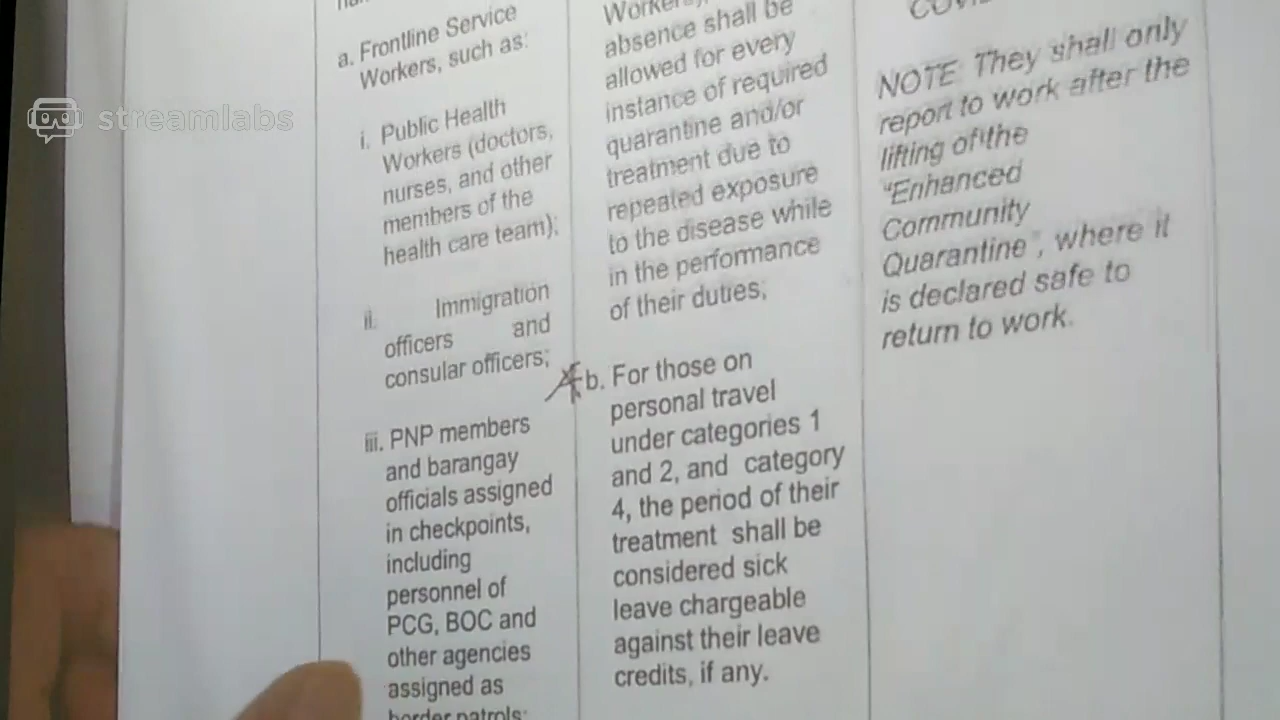 streamlabs
a. Frontline Service
Workers, such as:
i. Public Health
Workers (doctors,
nurses, and other
members of the
health care team);
ii. Immigration
officers and
consular officers;
iii. PNP members
and barangay
officials assigned
in checkpoints,
including
personnel of
PCG, BOC and
other agencies
assigned as
border patrols;
absence shall be
allowed for every
instance of required
quarantine and/or
treatment due to
repeated exposure
to the disease while
in the performance
of their duties;
b. For those on
personal travel
under categories 1
and 2, and category
4, the period of their
treatment shall be
considered sick
leave chargeable
against their leave
credits, if any.
NOTE: They shall only
report to work after the
lifting of the
"Enhanced
Community
Quarantine", where it
is declared safe to
return to work.